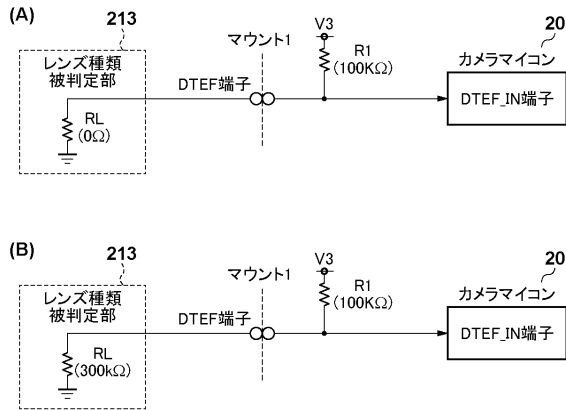 (A)
213
レンズ種類
被判定部
RL
(0Ω)
DTEF端子
マウント1
V3
R1
(100KΩ)
20
カメラマイコン
DTEF_IN端子
(B)
213
レンズ種類
被判定部
RL
(300kΩ)
DTEF端子
マウント1
V3
R1
(100KΩ)
20
カメラマイコン
DTEF_IN端子